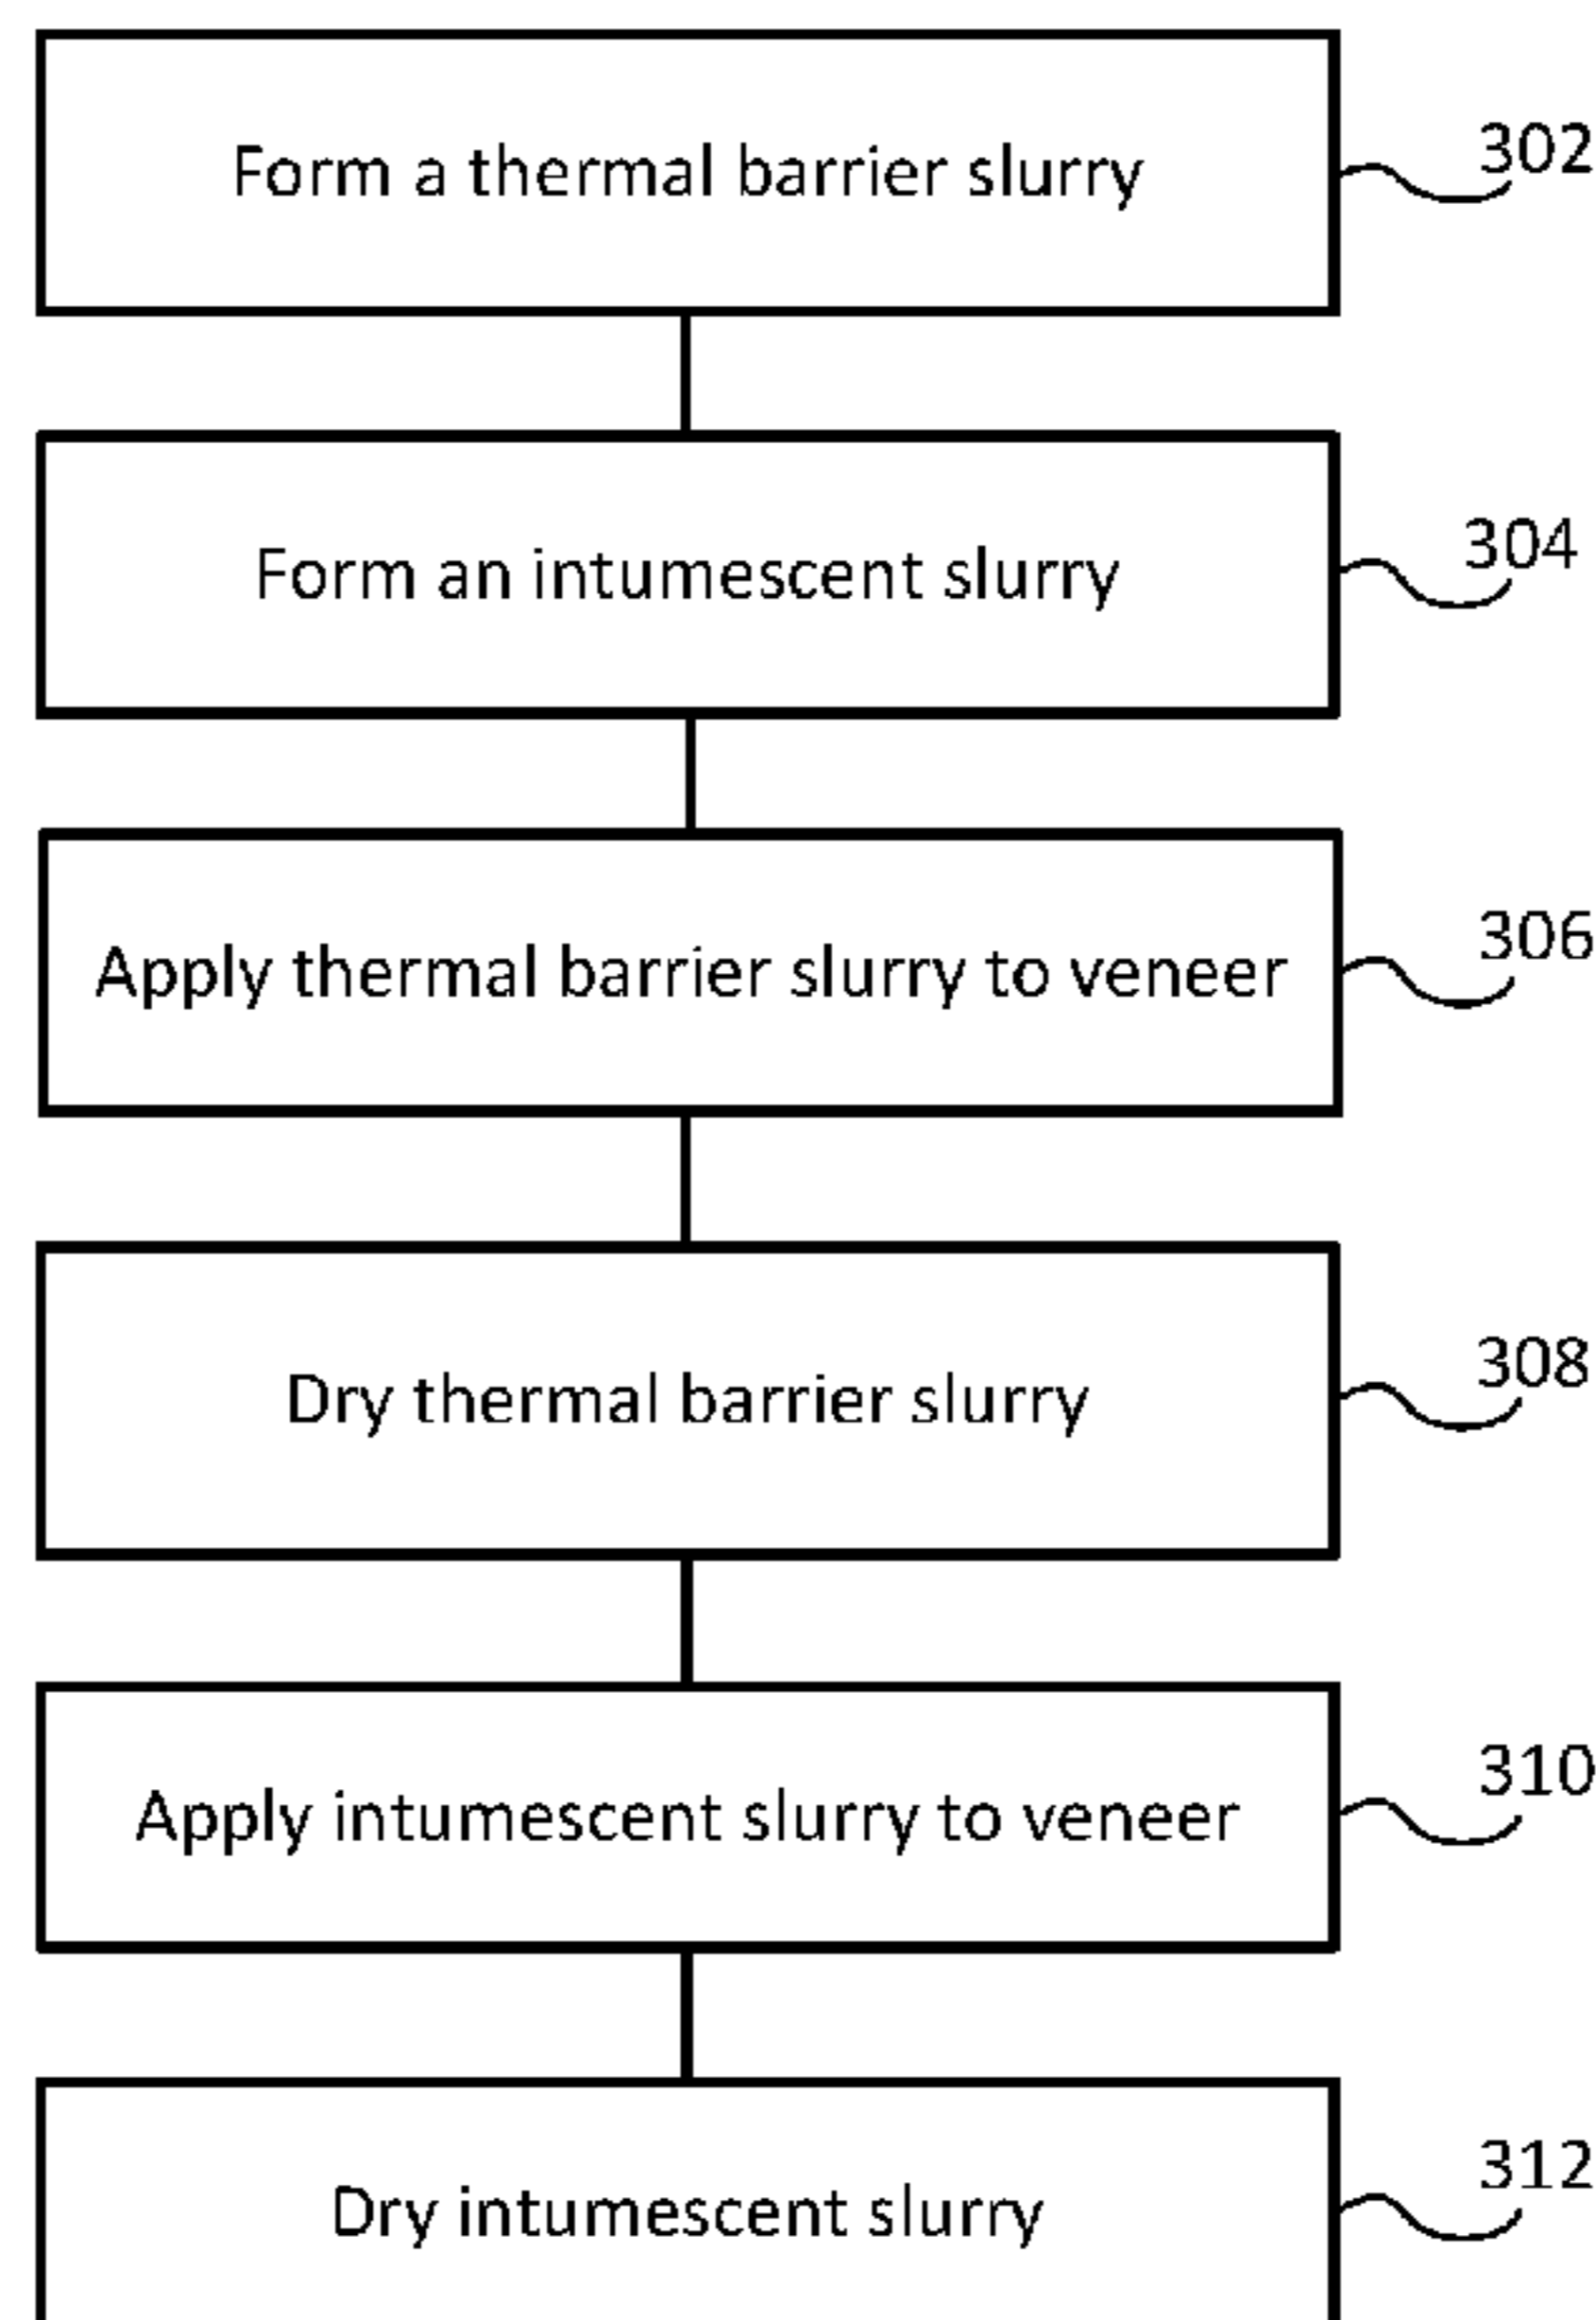 Form a thermal barrier slurry
302
Form an intumescent slurry
304
Apply thermal barrier slurry to veneer
306
Dry thermal barrier slurry
308
Apply intumescent slurry to veneer
310
Dry intumescent slurry
312